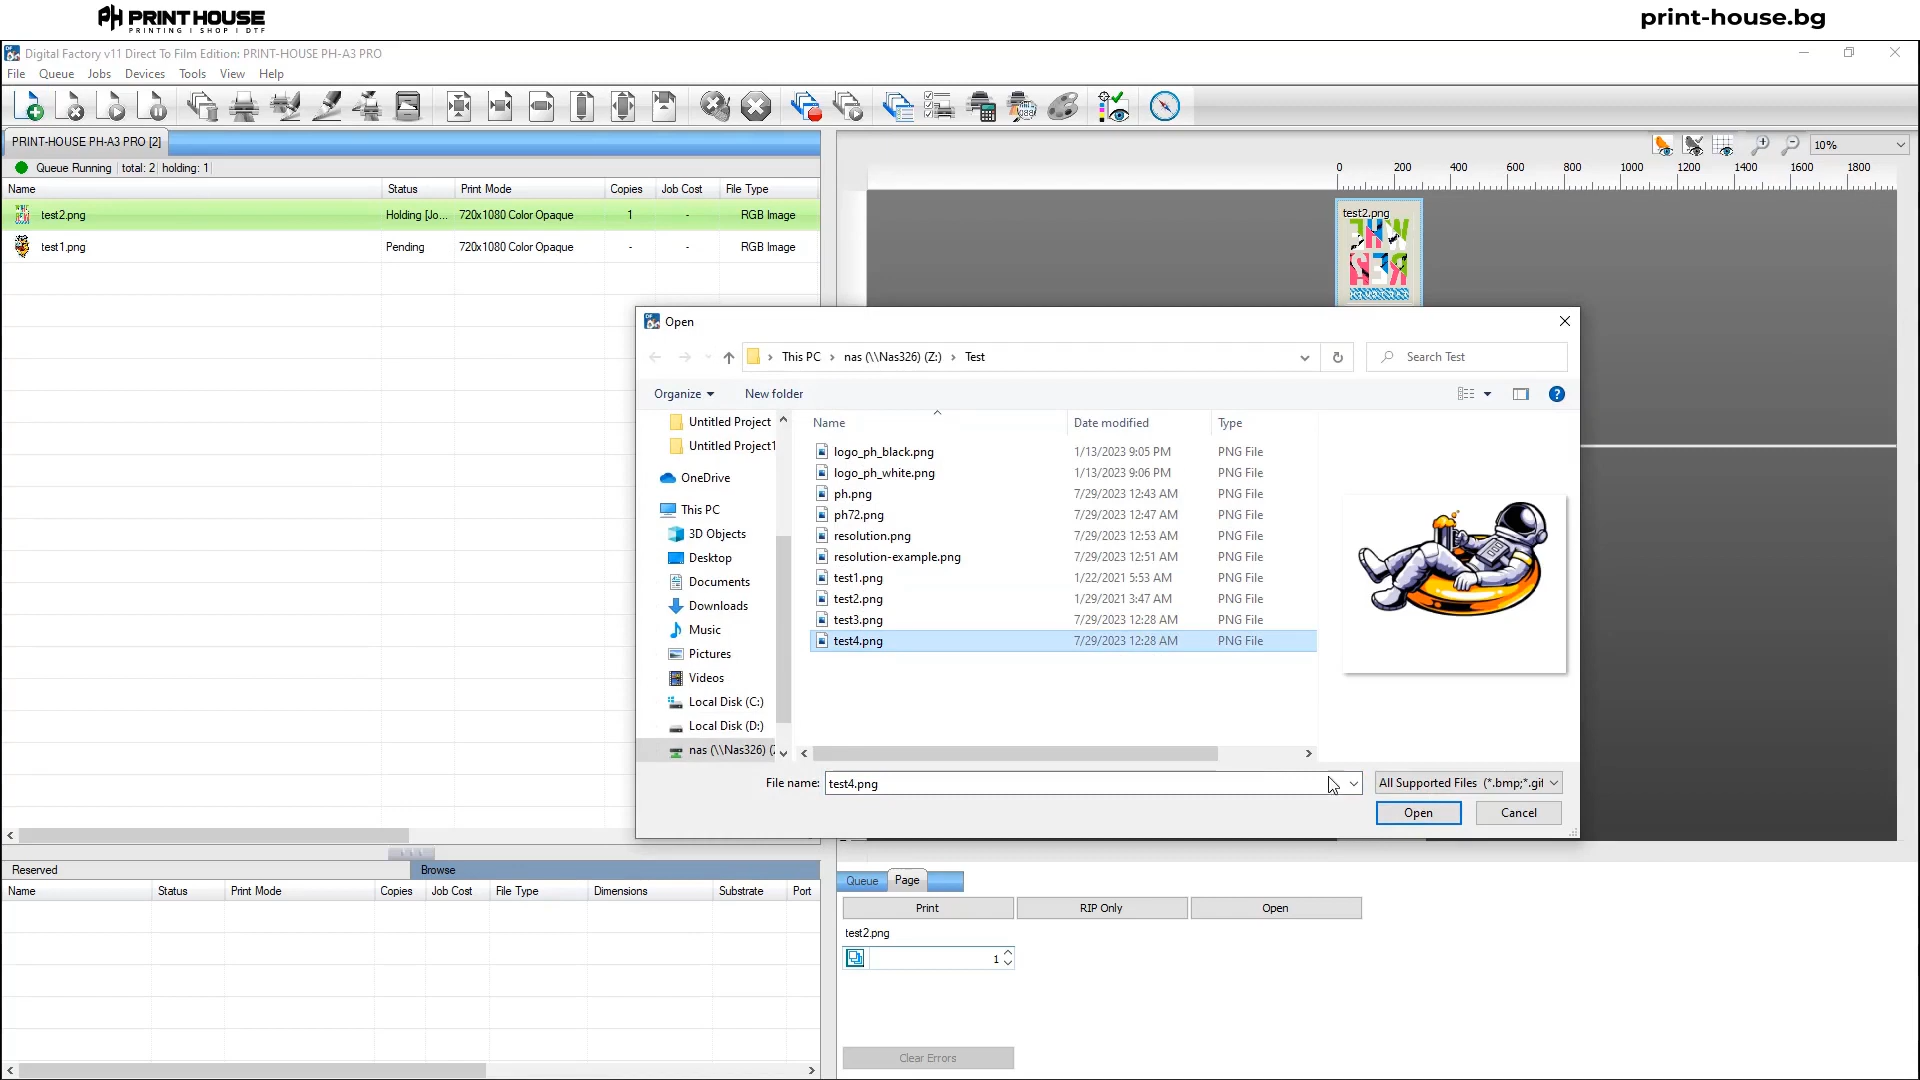 PH PRINT HOUSE
PRINTING | SHOP | DTF
print-house.bg
Digital Factory v11 Direct To Film Edition: PRINT-HOUSE PH-A3 PRO
File Queue Jobs Devices Tools View Help
PRINT-HOUSE PH-A3 PRO [2]
Queue Running total: 2 holding: 1
Name Status Print Mode Copies Job Cost File Type
test2.png Holding [Jo... 720x1080 Color Opaque 1 - RGB Image
test1.png Pending 720x1080 Color Opaque - - RGB Image
10%
0 200 400 600 800 1000 1200 1400 1600 1800
test2.png
Open
This PC › nas (\\Nas326) (Z:) › Test
Search Test
Organize New folder
Untitled Project
Untitled Project1
OneDrive
This PC
3D Objects
Desktop
Documents
Downloads
Music
Pictures
Videos
Local Disk (C:)
Local Disk (D:)
nas (\\Nas326) (Z
Name Date modified Type
logo_ph_black.png 1/13/2023 9:05 PM PNG File
logo_ph_white.png 1/13/2023 9:06 PM PNG File
ph.png 7/29/2023 12:43 AM PNG File
ph72.png 7/29/2023 12:47 AM PNG File
resolution.png 7/29/2023 12:53 AM PNG File
resolution-example.png 7/29/2023 12:51 AM PNG File
test1.png 1/22/2021 5:53 AM PNG File
test2.png 1/29/2021 3:47 AM PNG File
test3.png 7/29/2023 12:28 AM PNG File
test4.png 7/29/2023 12:28 AM PNG File
File name: test4.png
All Supported Files (*.bmp;*.gif
Open Cancel
Reserved Browse
Name Status Print Mode Copies Job Cost File Type Dimensions Substrate Port
Queue Page
Print RIP Only Open
test2.png
1
Clear Errors